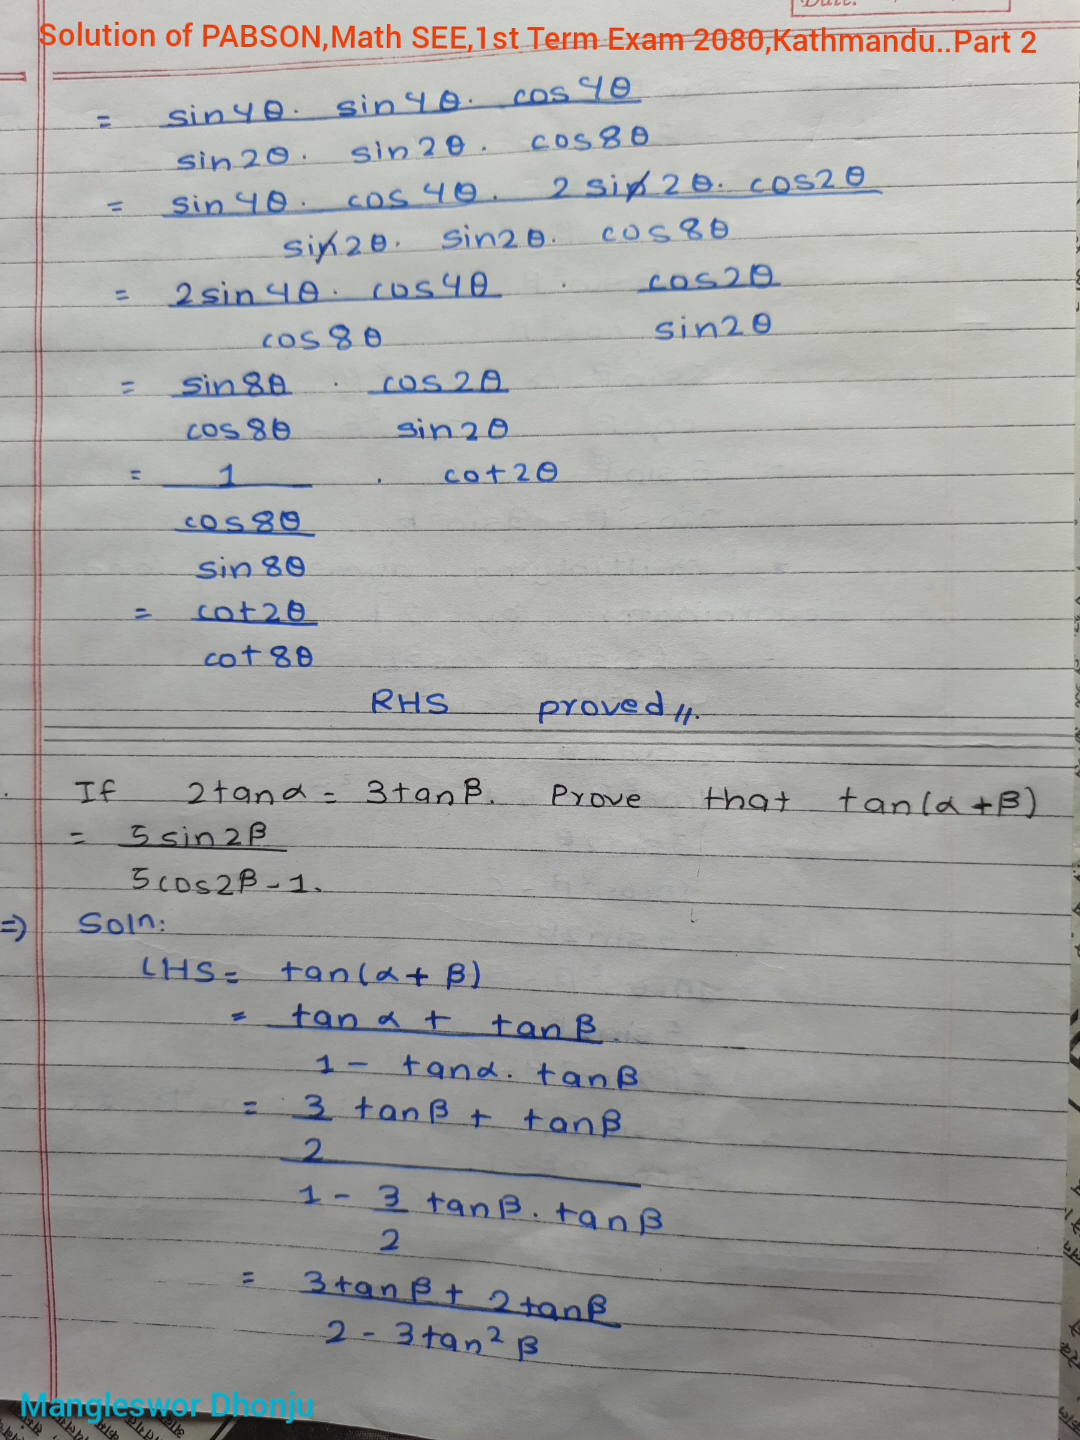 Date:
Solution of PABSON,Math SEE,1st Term Exam 2080,Kathmandu..Part 2
= sin4θ. sin4θ. cos4θ
sin2θ. sin2θ. cos8θ
= sin4θ. cos4θ. 2sin2θ. cos2θ
sin2θ. sin2θ. cos8θ
= 2sin4θ. cos4θ . cos2θ
cos8θ sin2θ
= sin8θ . cos2θ
cos8θ sin2θ
= 1 . cot2θ
cos8θ
sin8θ
= cot2θ
cot8θ
RHS proved //.
. If 2tanα = 3tanβ. Prove that tan(α+β)
= 5sin2β
5cos2β-1.
=) Soln:
LHS = tan(α+β)
= tanα + tanβ.
1 - tanα. tanβ
= 3 tanβ + tanβ
2
1 - 3 tanβ. tanβ
2
= 3tanβ + 2tanβ
2 - 3tan²β
Mangleswor Dhonju